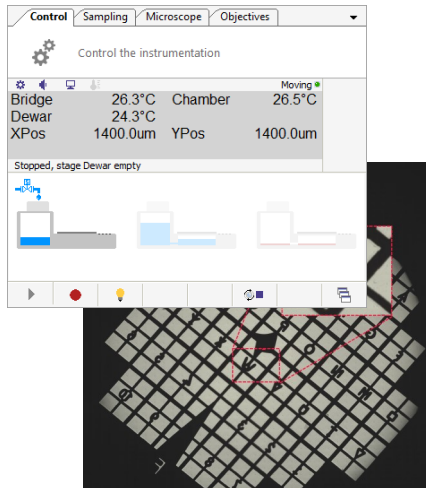 Control Sampling Microscope Objectives
Control the instrumentation
Moving
Bridge 26.3°C Chamber 26.5°C
Dewar 24.3°C
XPos 1400.0um YPos 1400.0um
Stopped, stage Dewar empty